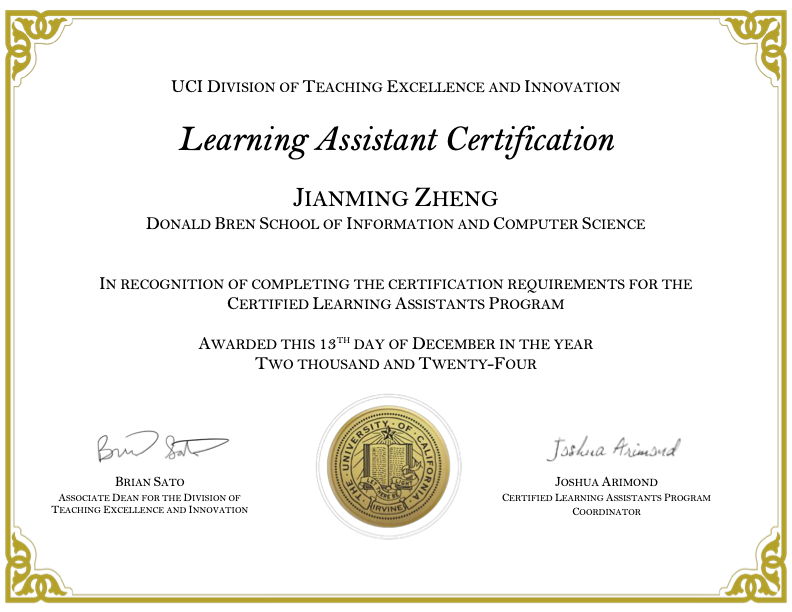 UCI Division of Teaching Excellence and Innovation
Learning Assistant Certification
Jianming Zheng
Donald Bren School of Information and Computer Science
In recognition of completing the certification requirements for the
Certified Learning Assistants Program
Awarded this 13th day of December in the year
Two thousand and Twenty-Four
Brian Sato
Joshua Arimond
THE UNIVERSITY · OF · CALIFORNIA
LET THERE BE LIGHT
IRVINE
Brian Sato
Associate Dean for the Division of
Teaching Excellence and Innovation
Joshua Arimond
Certified Learning Assistants Program
Coordinator